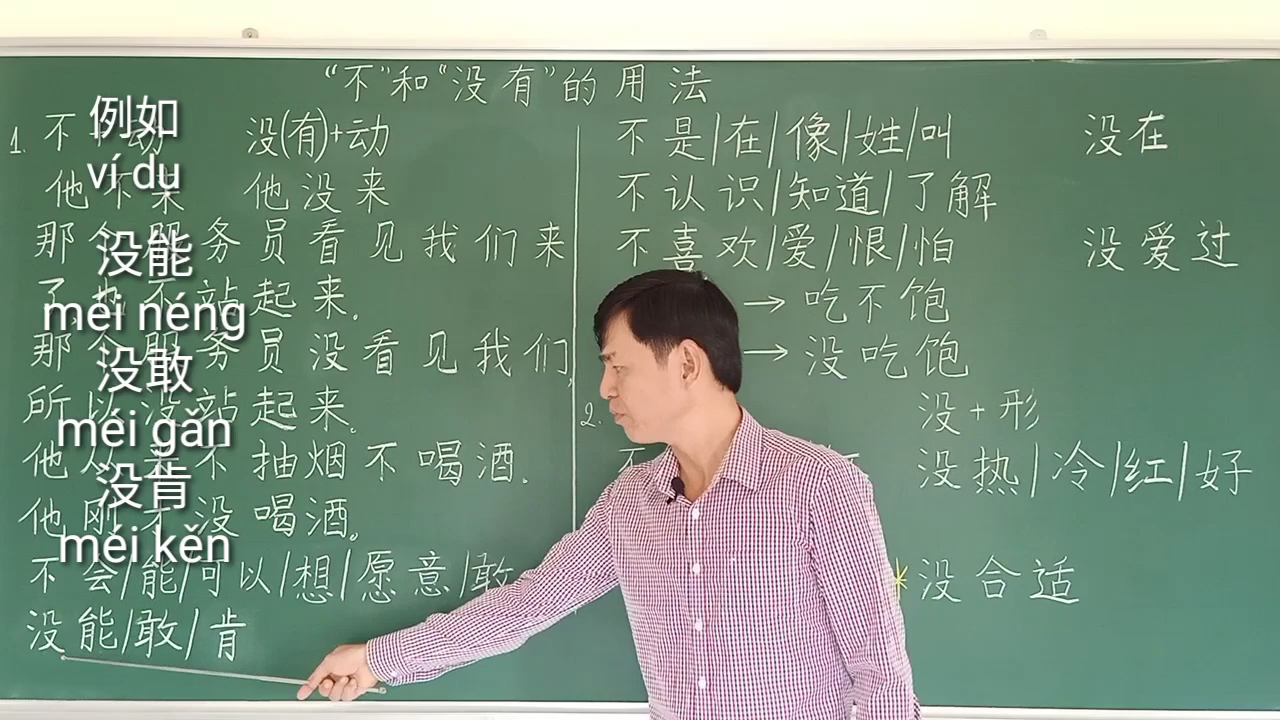 “不”和“没有”的用法
1. 不 动 没(有)+动
他不来 他没来
那个服务员看见我们来
了也不站起来。
那个服务员没看见我们,
所以没站起来。
他从来不抽烟不喝酒。
他刚才没喝酒。
不会/能/可以/想/愿意/敢
没能/敢/肯
例如
ví dụ
没能
méi néng
没敢
méi gǎn
没肯
méi kěn
不是/在/像/姓/叫 没在
不认识/知道/了解
不喜欢/爱/恨/怕 没爱过
→ 吃不饱
→ 没吃饱
2. 没+形
不 没热/冷/红/好
*没合适